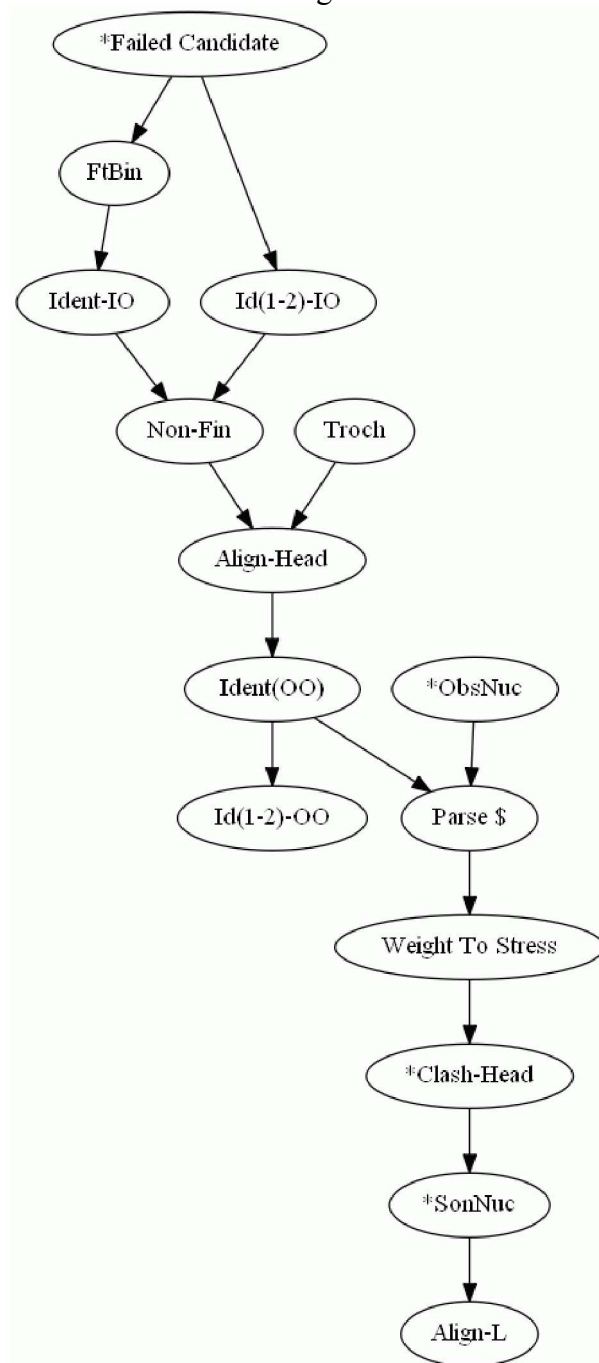 *Failed Candidate
FtBin
Ident-IO
Id(1-2)-IO
Non-Fin
Troch
Align-Head
Ident(OO)
*ObsNuc
Id(1-2)-OO
Parse $
Weight To Stress
*Clash-Head
*SonNuc
Align-L